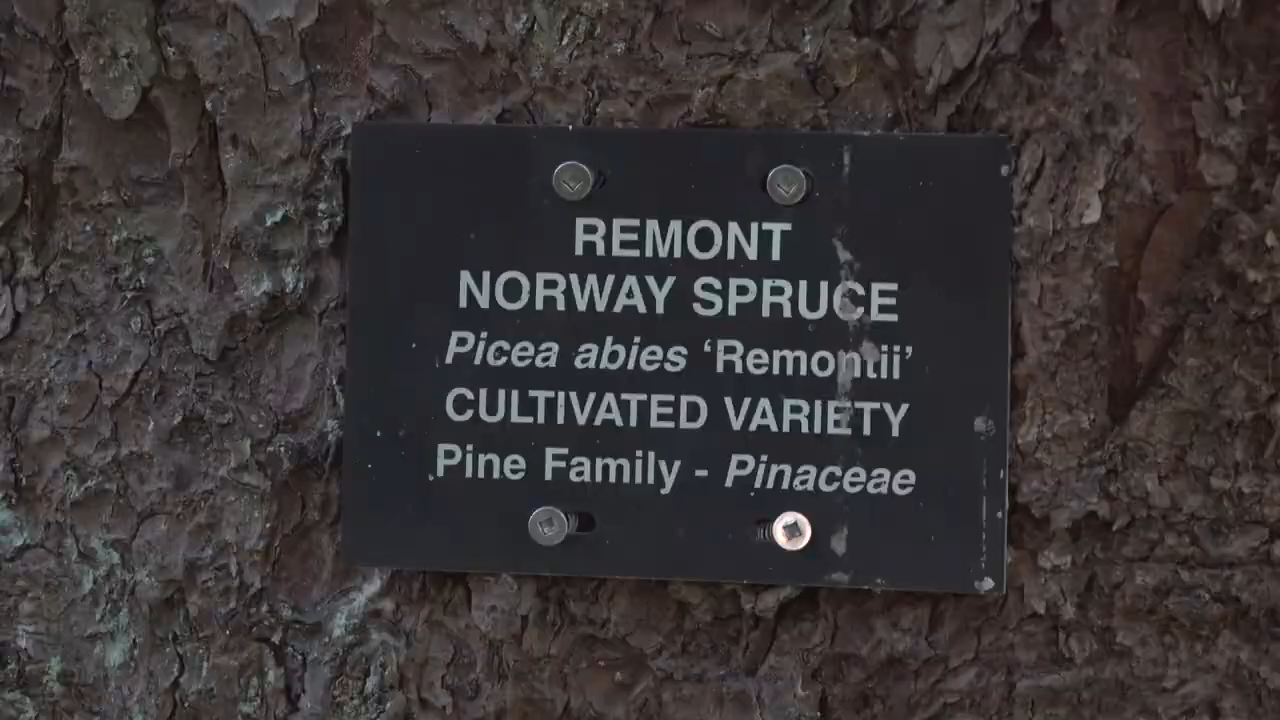 REMONT
NORWAY SPRUCE
Picea abies ‘Remontii’
CULTIVATED VARIETY
Pine Family - Pinaceae